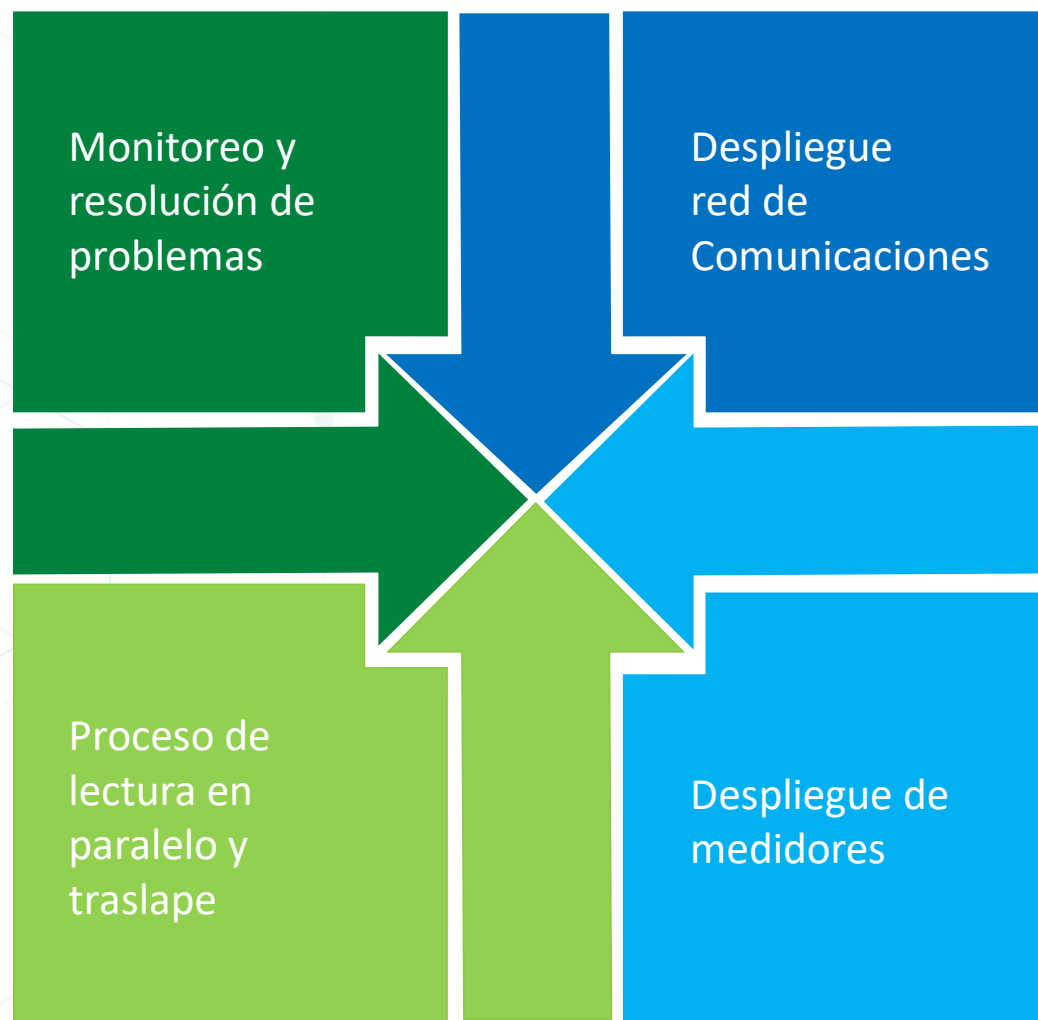 Monitoreo y
resolución de
problemas
Despliegue
red de
Comunicaciones
Proceso de
lectura en
paralelo y
traslape
Despliegue de
medidores